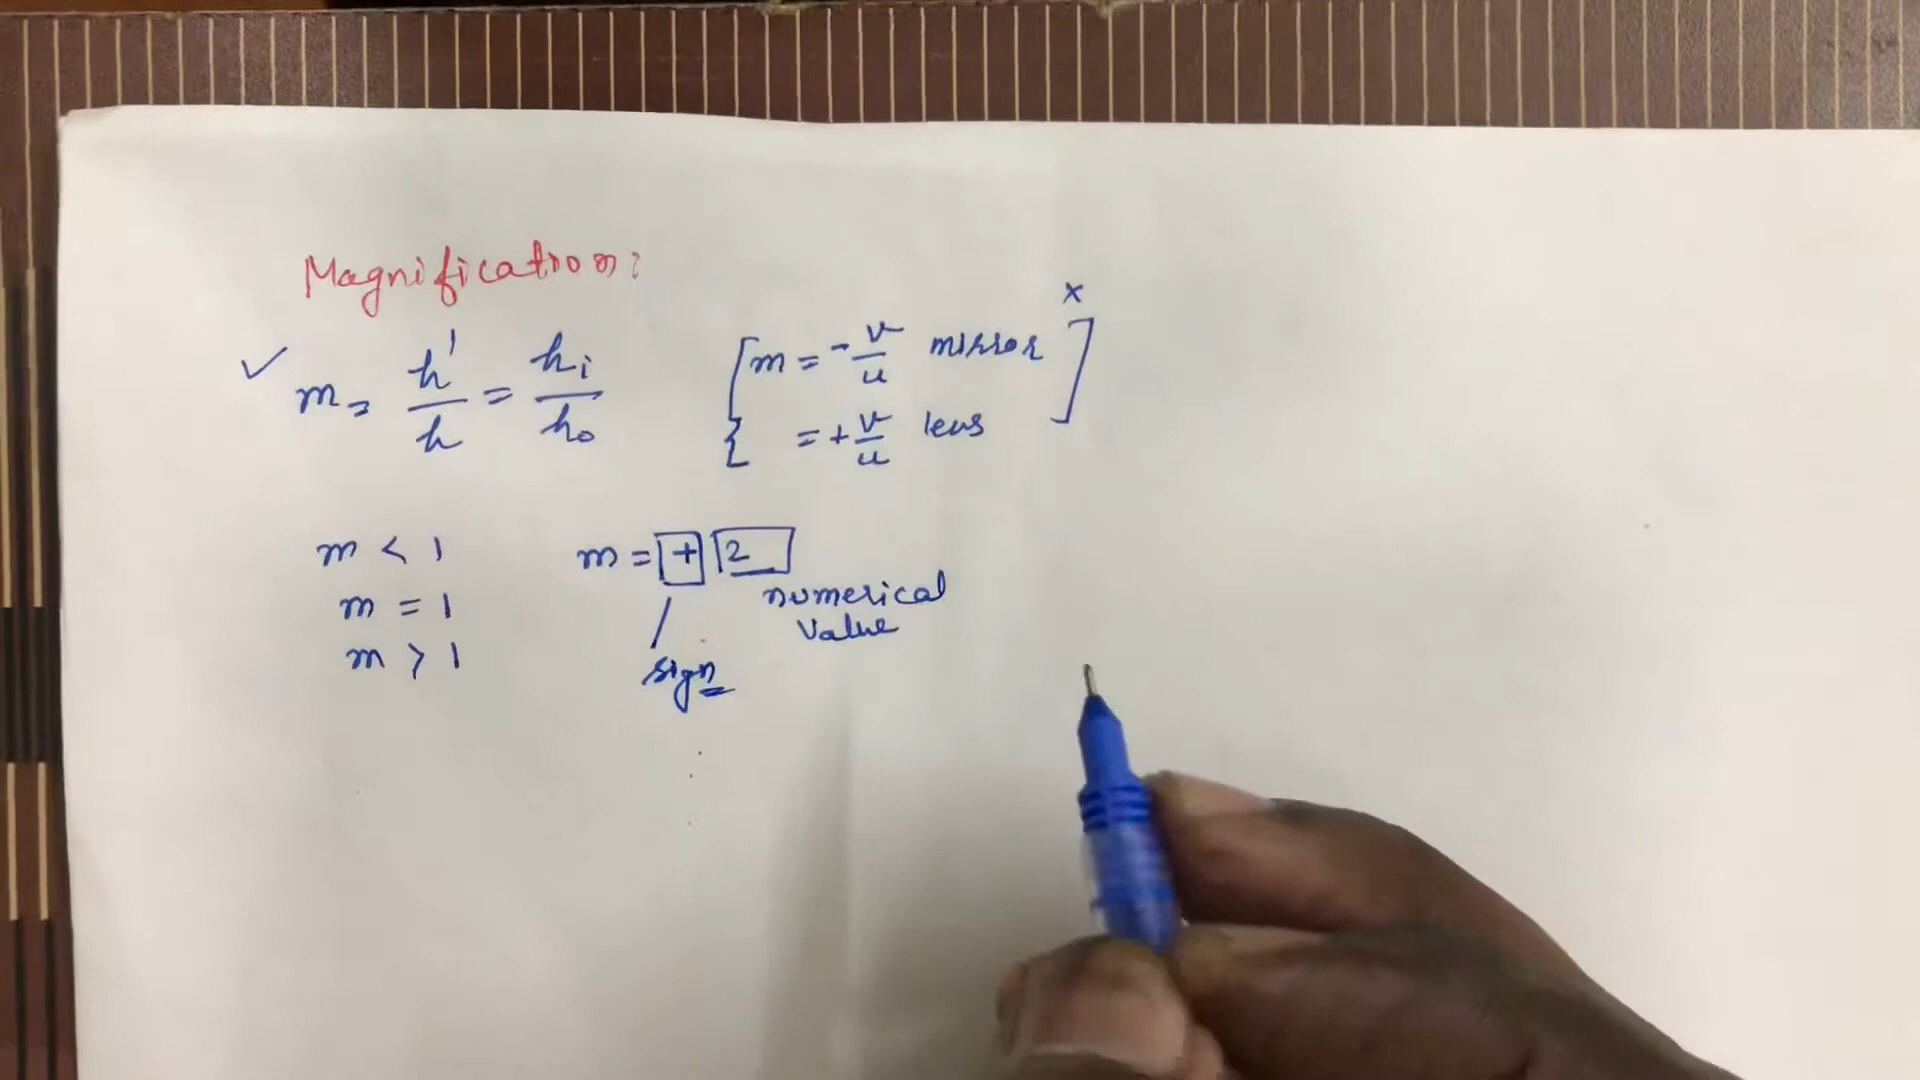 Magnification:
✓ m = h'/h = hi/ho
[ m = - v/u mirror ] x
{ = + v/u lens
m < 1
m = 1
m > 1
m = + 2
numerical
value
sign